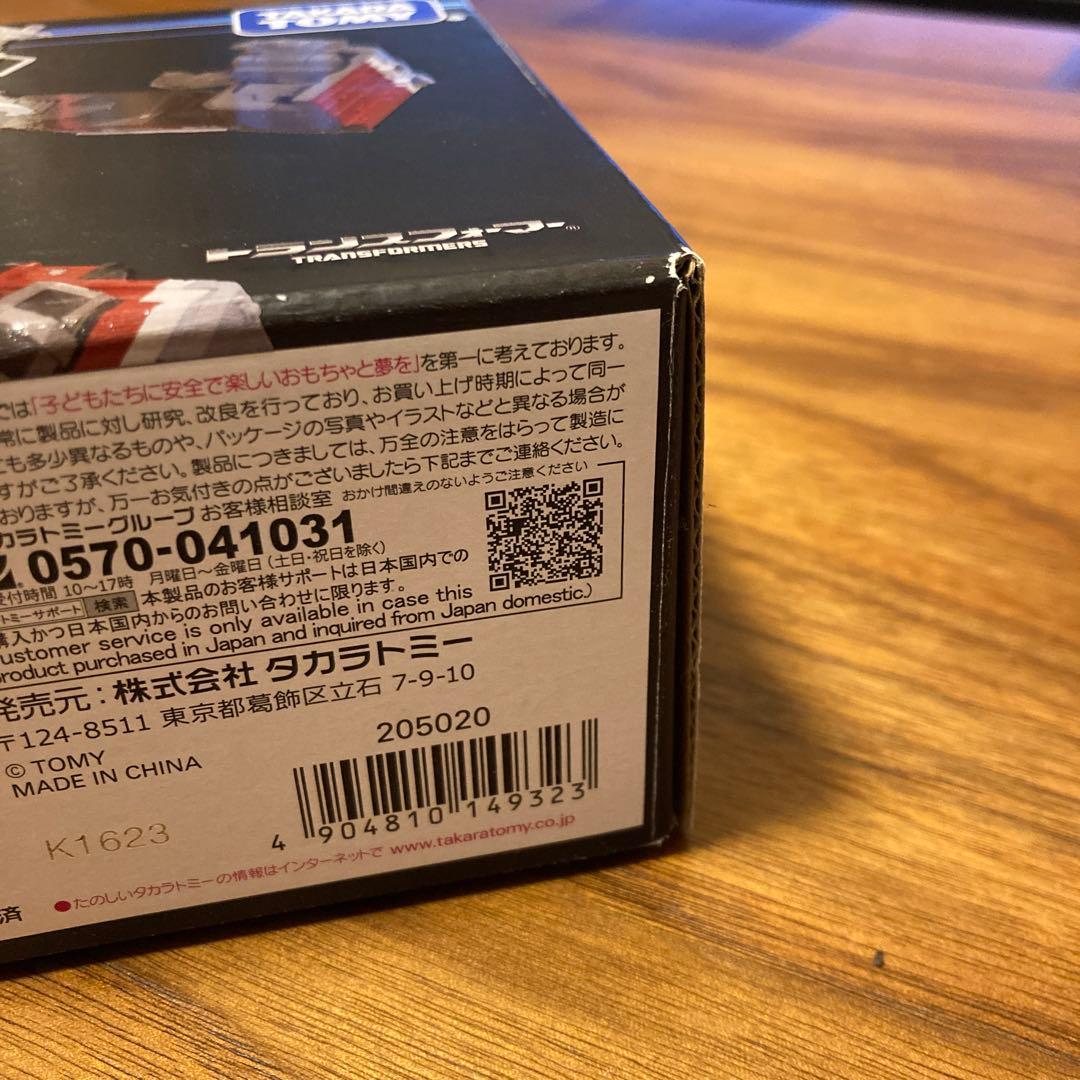 TAKARA
TOMY
トランスフォーマー®
TRANSFORMERS
では「子どもたちに安全で楽しいおもちゃと夢を」を第一に考えております。
常に製品に対し研究、改良を行っており、お買い上げ時期によって同一
にも多少異なるものや、パッケージの写真やイラストなどと異なる場合が
すがご了承ください。製品につきましては、万全の注意をはらって製造に
おりますが、万一お気付きの点がございましたら下記までご連絡ください。
カラトミーグループ お客様相談室 おかけ間違えのないようご注意ください
0570-041031
受付時間 10～17時 月曜日～金曜日(土日・祝日を除く)
トミーサポート 検索 本製品のお客様サポートは日本国内での
購入かつ日本国内からのお問い合わせに限ります。
customer service is only available in case this
product purchased in Japan and inquired from Japan domestic.)
発売元：株式会社 タカラトミー
〒124-8511 東京都葛飾区立石 7-9-10
© TOMY
MADE IN CHINA
205020
4 904810 149323
K1623
●たのしいタカラトミーの情報はインターネットで www.takaratomy.co.jp
済